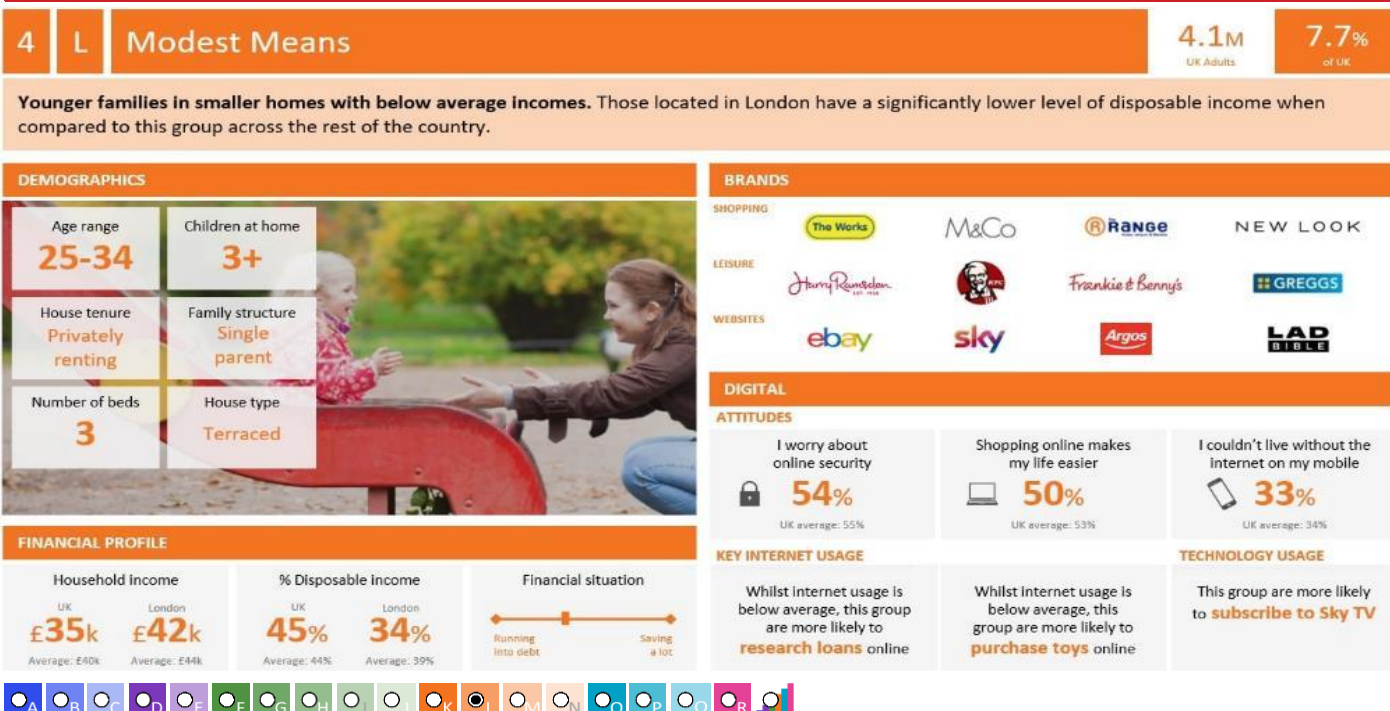 4 L Modest Means
4.1M
UK Adults
7.7%
of UK
Younger families in smaller homes with below average incomes. Those located in London have a significantly lower level of disposable income when
compared to this group across the rest of the country.
DEMOGRAPHICS
Age range
25-34
Children at home
3+
House tenure
Privately
renting
Family structure
Single
parent
Number of beds
3
House type
Terraced
FINANCIAL PROFILE
Household income
UK
£35k
Average: £40k
London
£42k
Average: £44k
% Disposable income
UK
45%
Average: 44%
London
34%
Average: 39%
Financial situation
Running
into debt
Saving
a lot
BRANDS
SHOPPING
The Works
M&Co
The RANGE
NEW LOOK
LEISURE
Harry Ramsden
EST. 1928
KFC
Frankie & Benny's
GREGGS
WEBSITES
ebay
sky
Argos
LAD
BIBLE
DIGITAL
ATTITUDES
I worry about
online security
54%
UK average: 55%
Shopping online makes
my life easier
50%
UK average: 53%
I couldn't live without the
internet on my mobile
33%
UK average: 34%
KEY INTERNET USAGE
Whilst internet usage is
below average, this group
are more likely to
research loans online
Whilst internet usage is
below average, this
group are more likely to
purchase toys online
TECHNOLOGY USAGE
This group are more likely
to subscribe to Sky TV
A B C D E F G H I J K L M N O P Q R